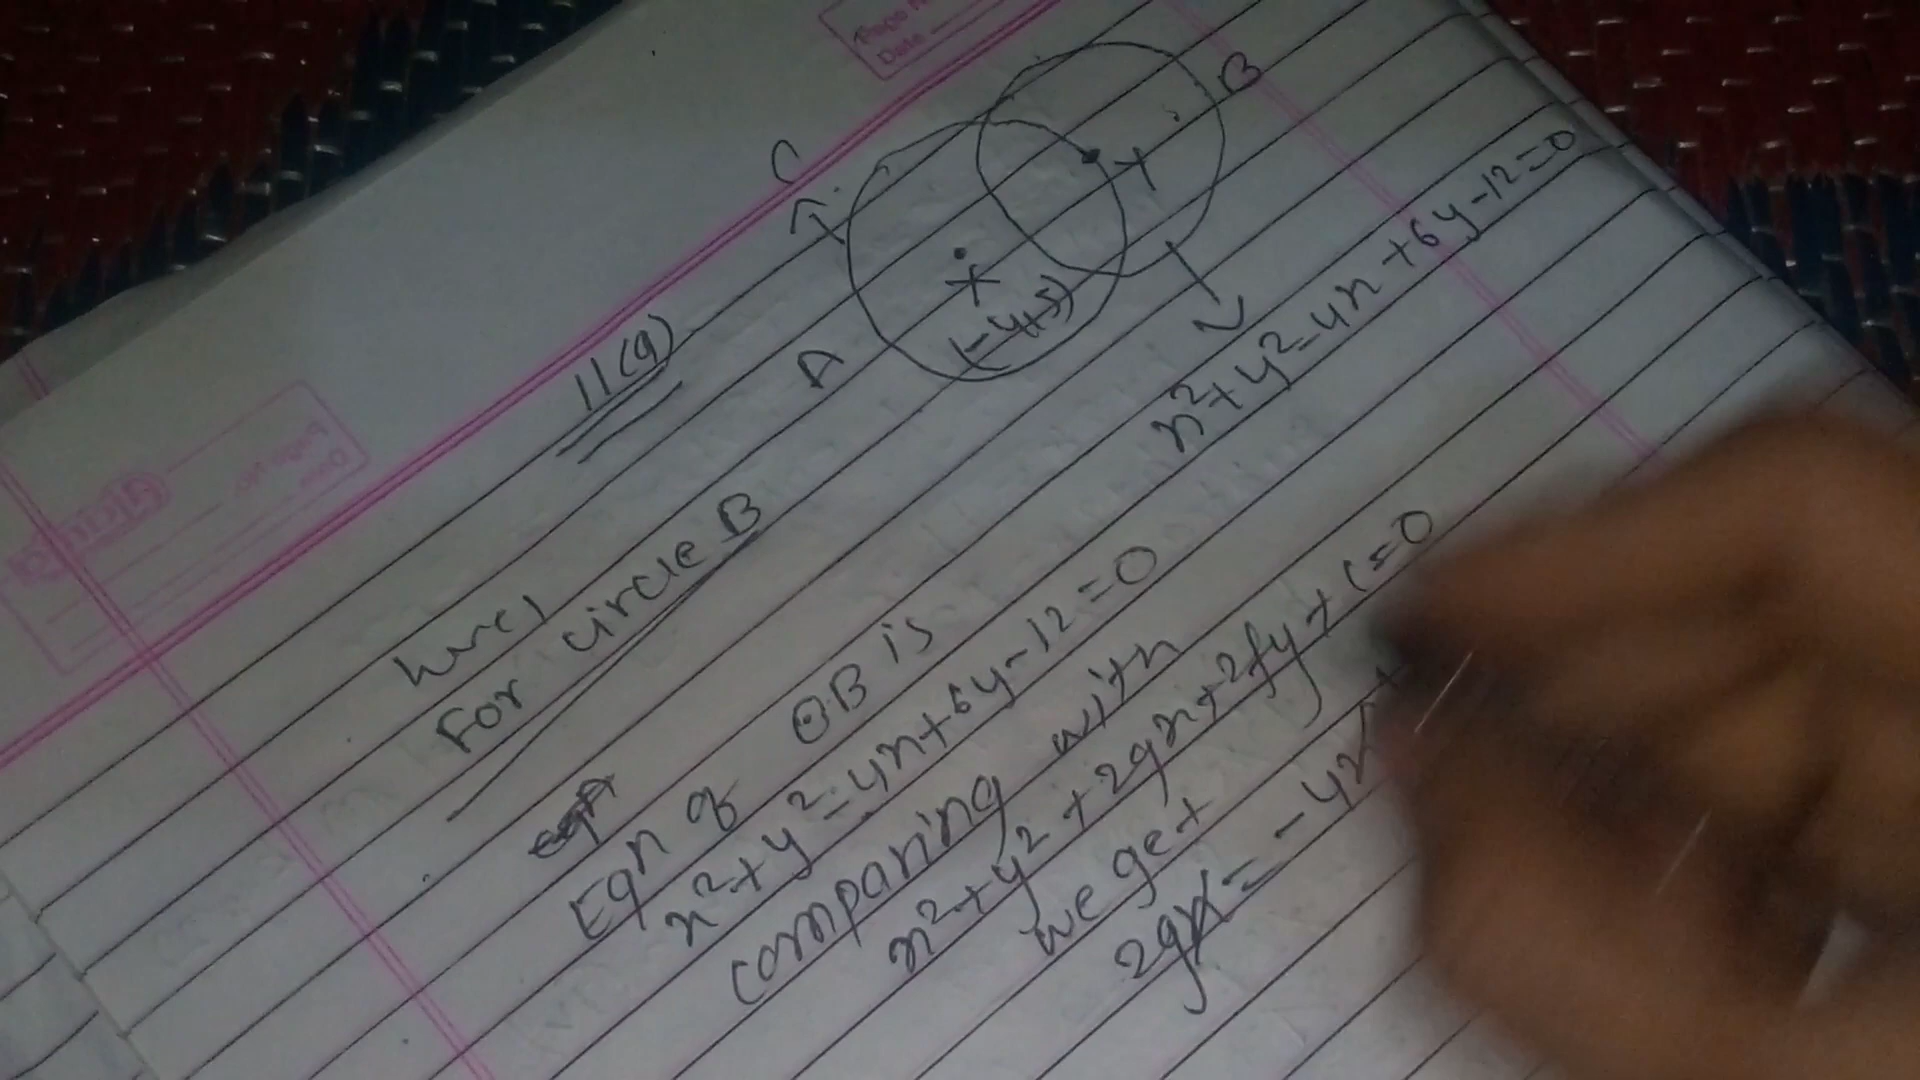 Page No
Date
C
B
Y
X
(-4,5)
A
11(9)
x²+y²-4x+6y-12=0
here,
For circle B
Eqn of ⊙B is
x²+y²-4x+6y-12=0
comparing with
x²+y²+2gx+2fy+c=0
we get
2gx=-4x